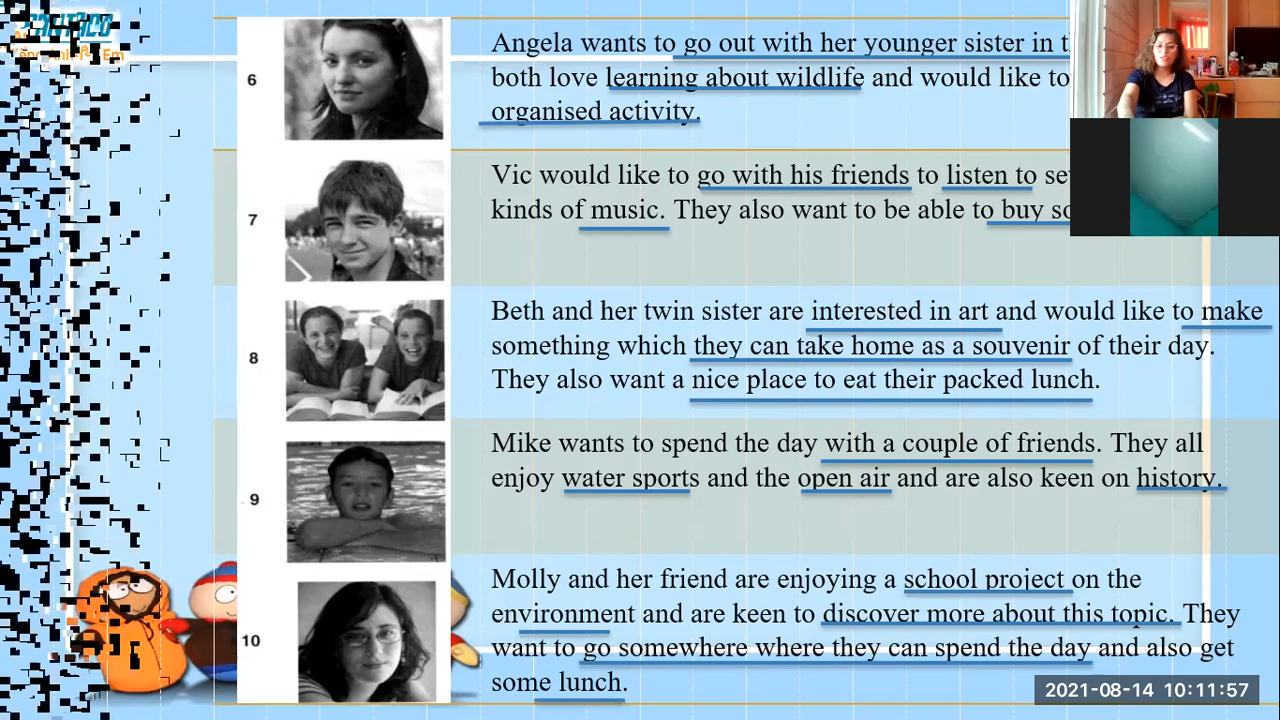 6
Angela wants to go out with her younger sister in
both love learning about wildlife and would like to
organised activity.
7
Vic would like to go with his friends to listen to
kinds of music. They also want to be able to buy
8
Beth and her twin sister are interested in art and would like to make
something which they can take home as a souvenir of their day.
They also want a nice place to eat their packed lunch.
9
Mike wants to spend the day with a couple of friends. They all
enjoy water sports and the open air and are also keen on history.
10
Molly and her friend are enjoying a school project on the
environment and are keen to discover more about this topic. They
want to go somewhere where they can spend the day and also get
some lunch.
2021-08-14 10:11:57